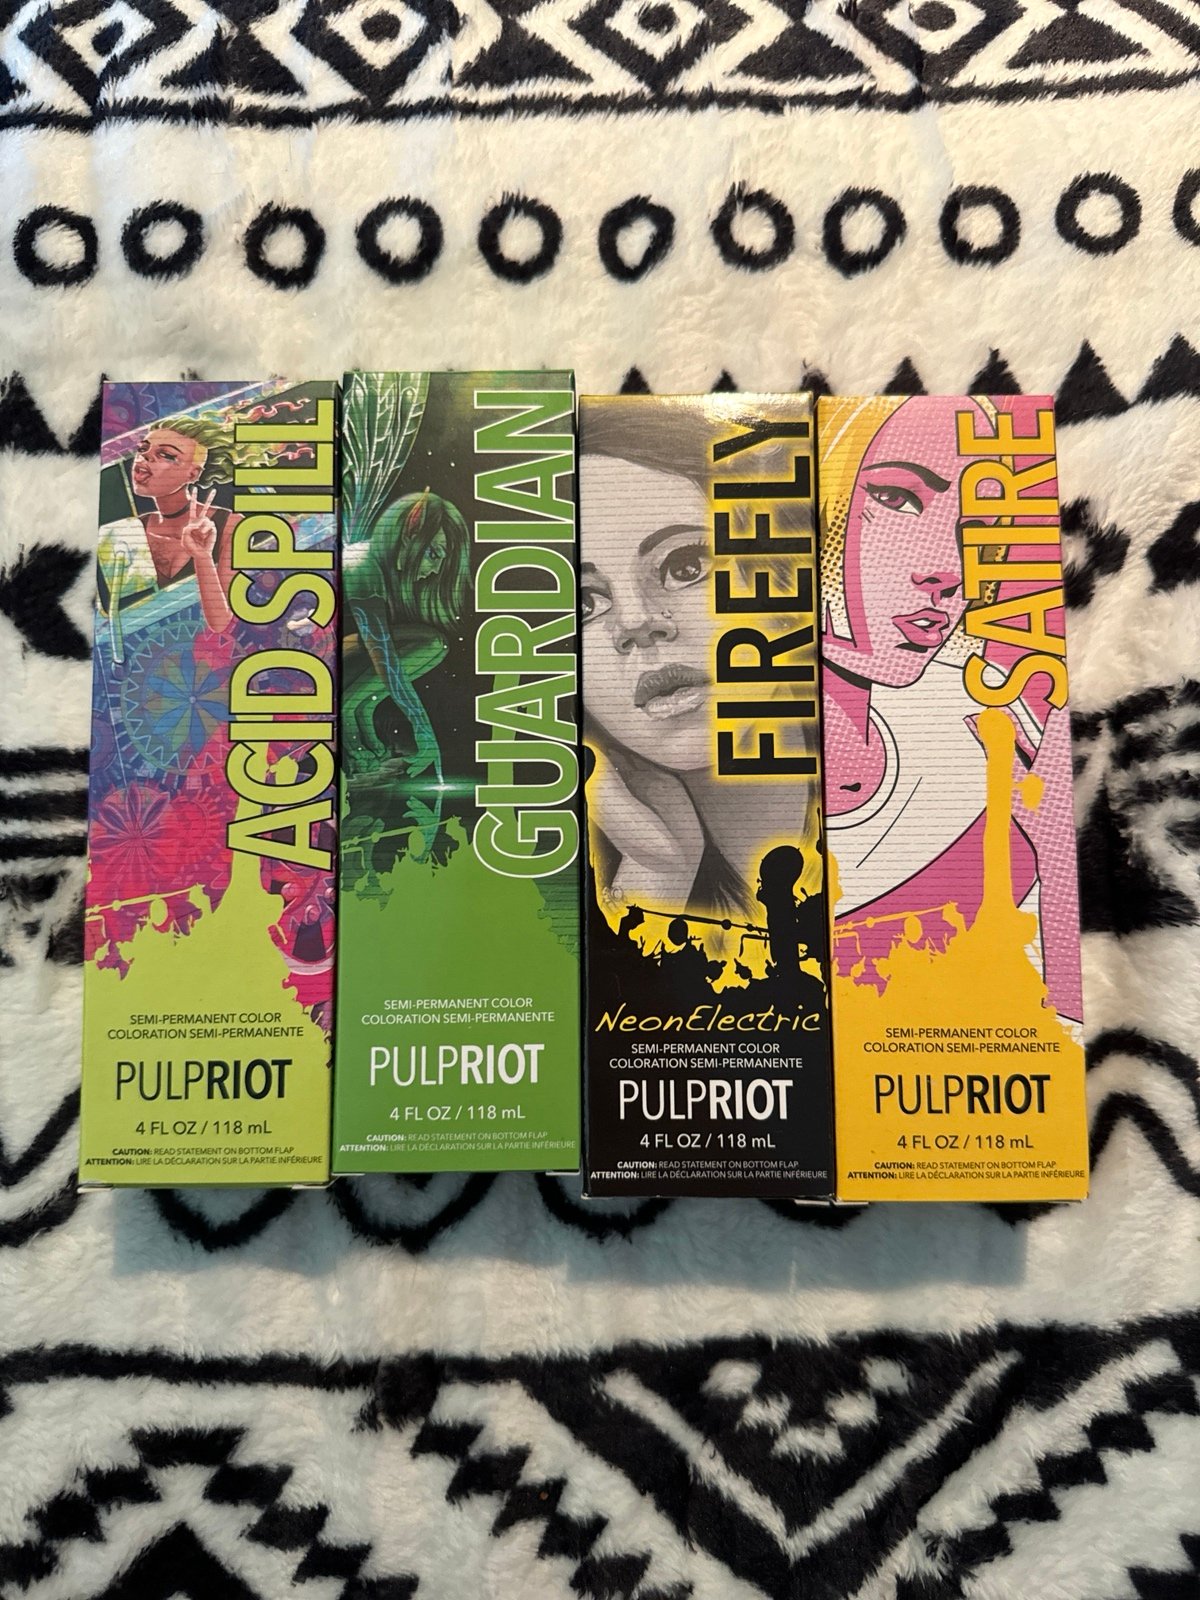 ACID SPILL
SEMI-PERMANENT COLOR
COLORATION SEMI-PERMANENTE
PULPRIOT
4 FL OZ / 118 mL
CAUTION: READ STATEMENT ON BOTTOM FLAP
ATTENTION: LIRE LA DÉCLARATION SUR LA PARTIE INFÉRIEURE
GUARDIAN
SEMI-PERMANENT COLOR
COLORATION SEMI-PERMANENTE
PULPRIOT
4 FL OZ / 118 mL
CAUTION: READ STATEMENT ON BOTTOM FLAP
ATTENTION: LIRE LA DÉCLARATION SUR LA PARTIE INFÉRIEURE
FIREFLY
NeonElectric
SEMI-PERMANENT COLOR
COLORATION SEMI-PERMANENTE
PULPRIOT
4 FL OZ / 118 mL
CAUTION: READ STATEMENT ON BOTTOM FLAP
ATTENTION: LIRE LA DÉCLARATION SUR LA PARTIE INFÉRIEURE
SATIRE
SEMI-PERMANENT COLOR
COLORATION SEMI-PERMANENTE
PULPRIOT
4 FL OZ / 118 mL
CAUTION: READ STATEMENT ON BOTTOM FLAP
ATTENTION: LIRE LA DÉCLARATION SUR LA PARTIE INFÉRIEURE